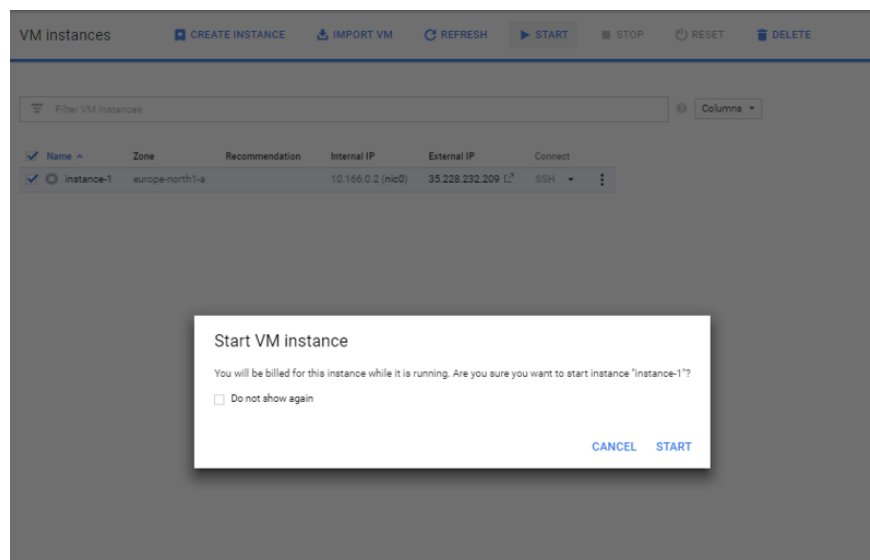 VM instances CREATE INSTANCE IMPORT VM REFRESH START STOP RESET DELETE
Filter VM instances Columns
Name Zone Recommendation Internal IP External IP Connect
instance-1 europe-north1-a 10.166.0.2 (nic0) 35.228.232.209 SSH
Start VM instance
You will be billed for this instance while it is running. Are you sure you want to start instance "instance-1"?
Do not show again
CANCEL START